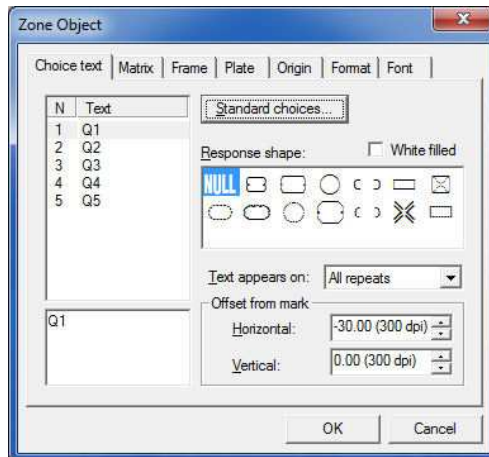 Zone Object
Choice text Matrix Frame Plate Origin Format Font
N Text
1 Q1
2 Q2
3 Q3
4 Q4
5 Q5
Q1
Standard choices...
Response shape: White filled
NULL
Text appears on: All repeats
Offset from mark
Horizontal: -30.00 (300 dpi)
Vertical: 0.00 (300 dpi)
OK Cancel